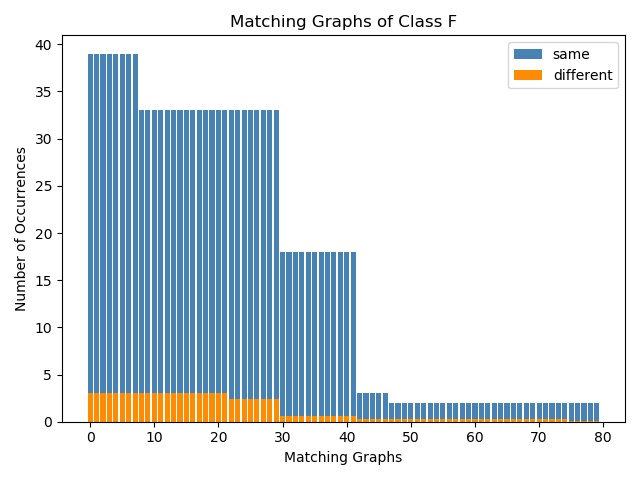 Matching Graphs of Class F
same
different
Number of Occurrences
40
35
30
25
20
15
10
5
0
0 10 20 30 40 50 60 70 80
Matching Graphs